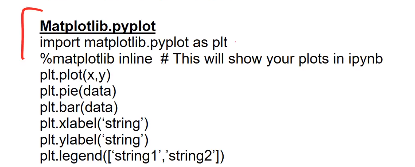 Matplotlib.pyplot
import matplotlib.pyplot as plt
%matplotlib inline # This will show your plots in ipynb
plt.plot(x,y)
plt.pie(data)
plt.bar(data)
plt.xlabel(‘string’)
plt.ylabel(‘string’)
plt.legend([‘string1’,’string2’])